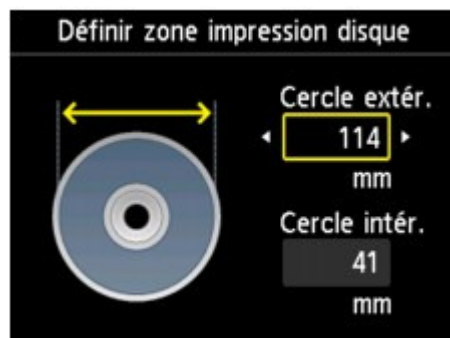 Définir zone impression disque
Cercle extér.
114
mm
Cercle intér.
41
mm